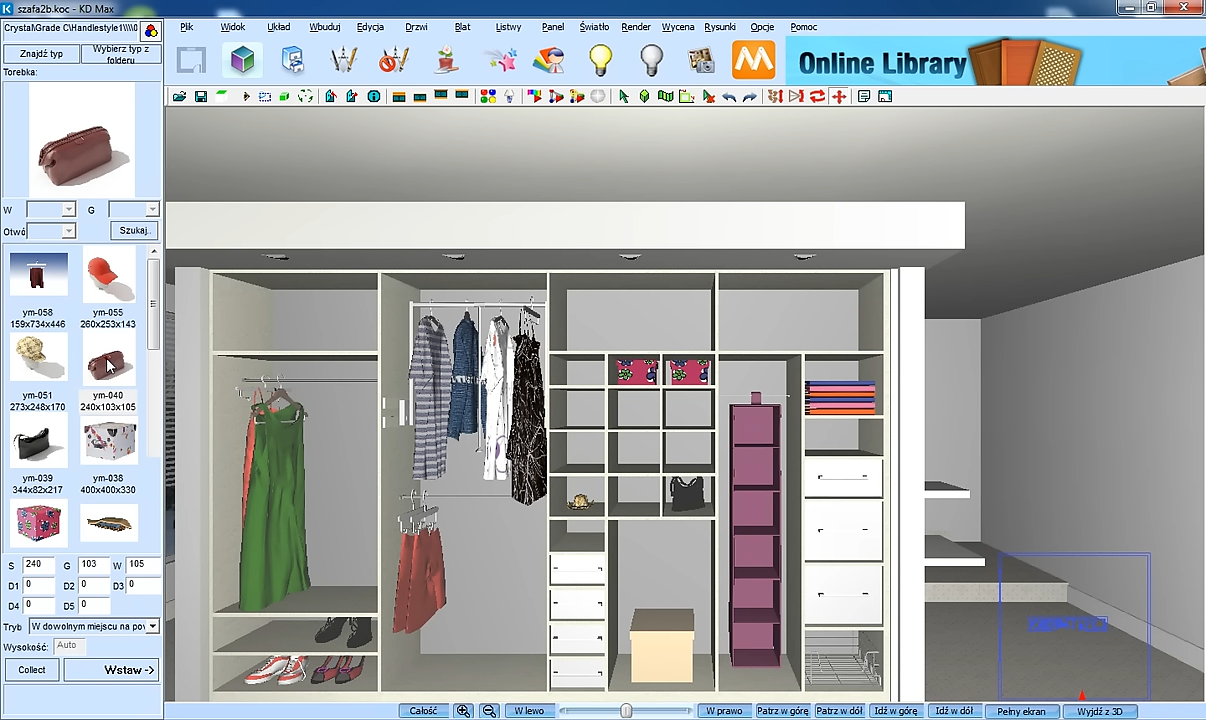 szafa2b.koc - KD Max
Crystal\Grade C\Handlestyle1\\\\0
Znajdź typ
Wybierz typ z folderu
Torebka:
W
G
Otwó
Szukaj..
ym-058
159x734x446
ym-055
260x253x143
ym-051
273x248x170
ym-040
240x103x105
ym-039
344x82x217
ym-038
400x400x330
S 240 G 103 W 105
D1 0 D2 0 D3 0
D4 0 D5 0
Tryb W dowolnym miejscu na pov
Wysokość: Auto
Collect
Wstaw ->
Plik Widok Układ Wbuduj Edycja Drzwi Blat Listwy Panel Światło Render Wycena Rysunki Opcje Pomoc
Online Library
Całość
W lewo
W prawo
Patrz w górę
Patrz w dół
Idź w górę
Idź w dół
Pełny ekran
Wyjdź z 3D